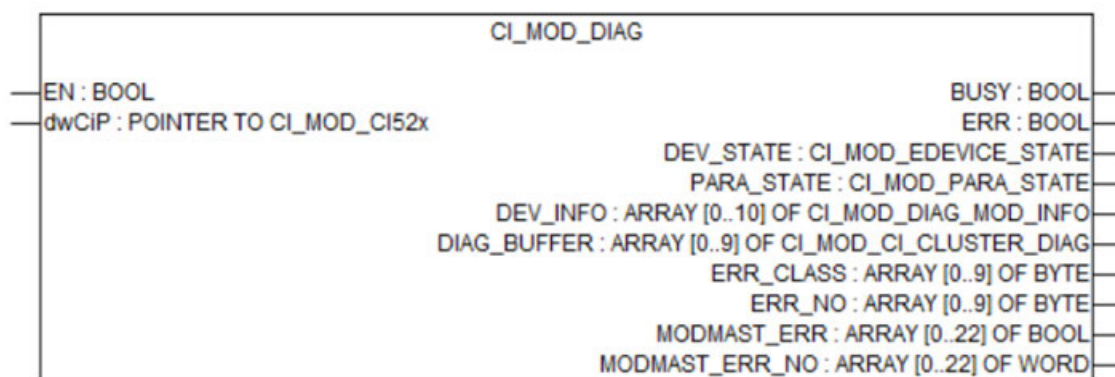 CI_MOD_DIAG
EN : BOOL
BUSY : BOOL
dwCiP : POINTER TO CI_MOD_CI52x
ERR : BOOL
DEV_STATE : CI_MOD_EDEVICE_STATE
PARA_STATE : CI_MOD_PARA_STATE
DEV_INFO : ARRAY [0..10] OF CI_MOD_DIAG_MOD_INFO
DIAG_BUFFER : ARRAY [0..9] OF CI_MOD_CI_CLUSTER_DIAG
ERR_CLASS : ARRAY [0..9] OF BYTE
ERR_NO : ARRAY [0..9] OF BYTE
MODMAST_ERR : ARRAY [0..22] OF BOOL
MODMAST_ERR_NO : ARRAY [0..22] OF WORD